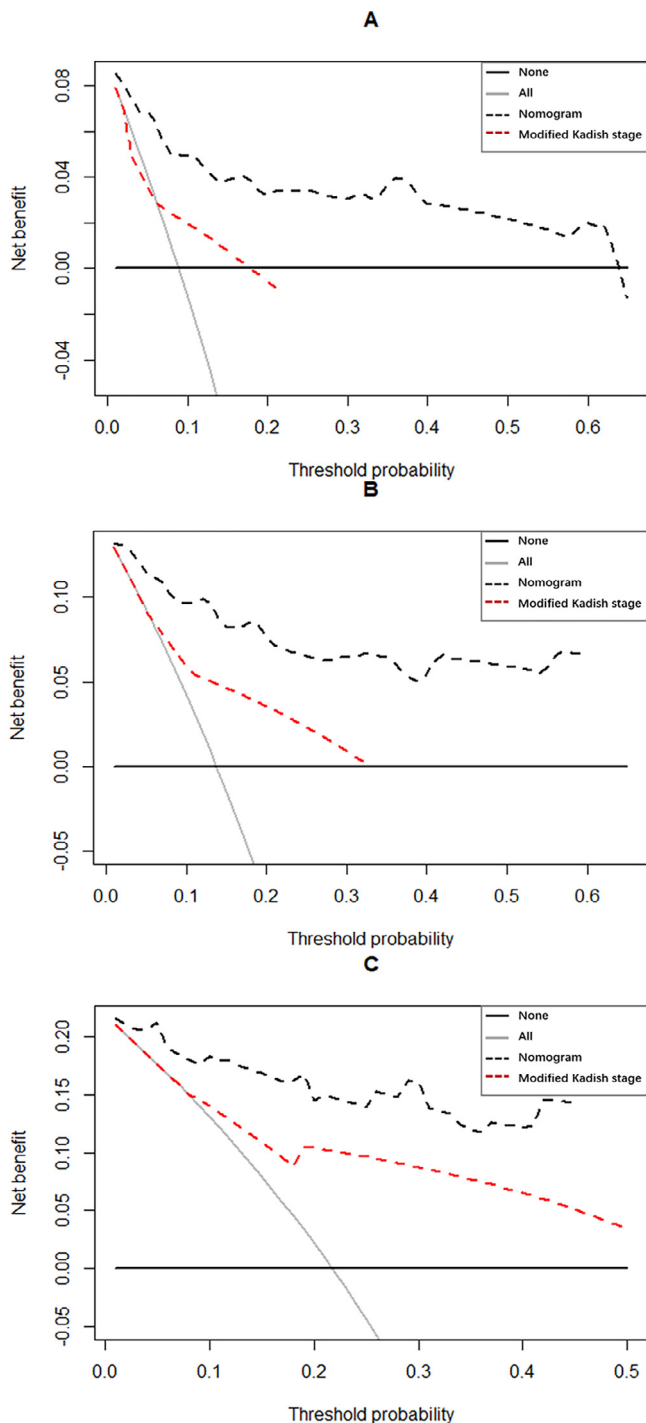 A
None
All
Nomogram
Modified Kadish stage
Net benefit
0.08
0.04
0.00
-0.04
0.0 0.1 0.2 0.3 0.4 0.5 0.6
Threshold probability
B
None
All
Nomogram
Modified Kadish stage
Net benefit
0.10
0.05
0.00
-0.05
0.0 0.1 0.2 0.3 0.4 0.5 0.6
Threshold probability
C
None
All
Nomogram
Modified Kadish stage
Net benefit
0.20
0.15
0.10
0.05
0.00
-0.05
0.0 0.1 0.2 0.3 0.4 0.5
Threshold probability